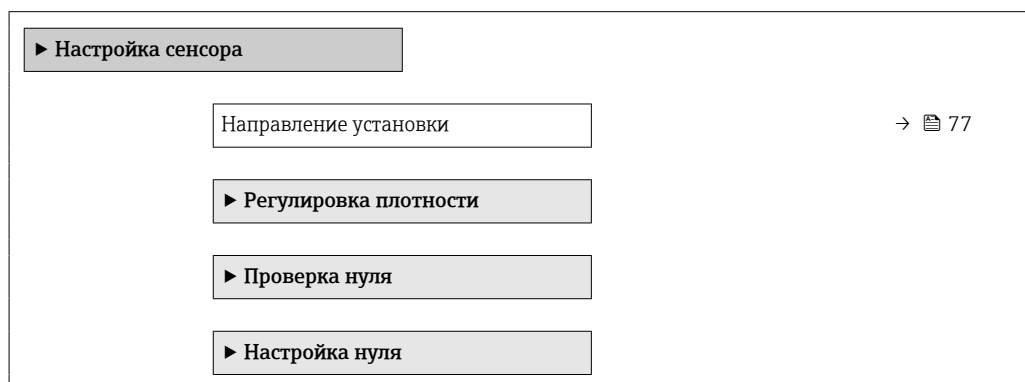 ▶ Настройка сенсора
Направление установки → 🖹 77
▶ Регулировка плотности
▶ Проверка нуля
▶ Настройка нуля